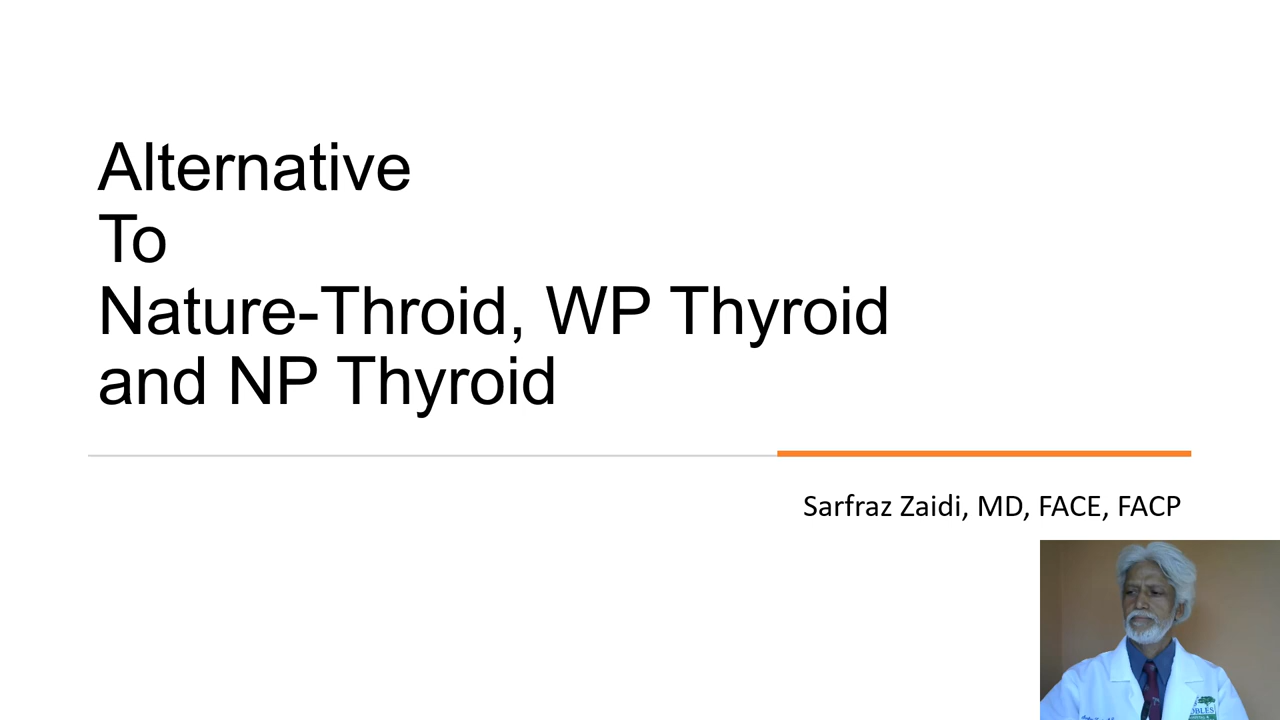 Alternative
To
Nature-Throid, WP Thyroid
and NP Thyroid
Sarfraz Zaidi, MD, FACE, FACP